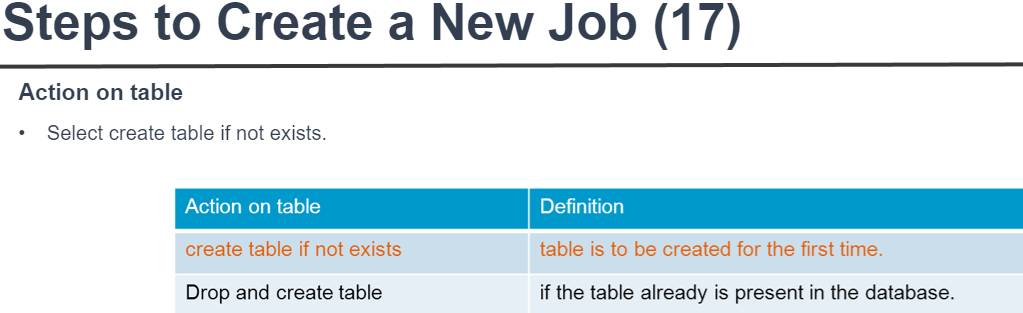 Steps to Create a New Job (17)
Action on table
• Select create table if not exists.
Action on table Definition
create table if not exists table is to be created for the first time.
Drop and create table if the table already is present in the database.